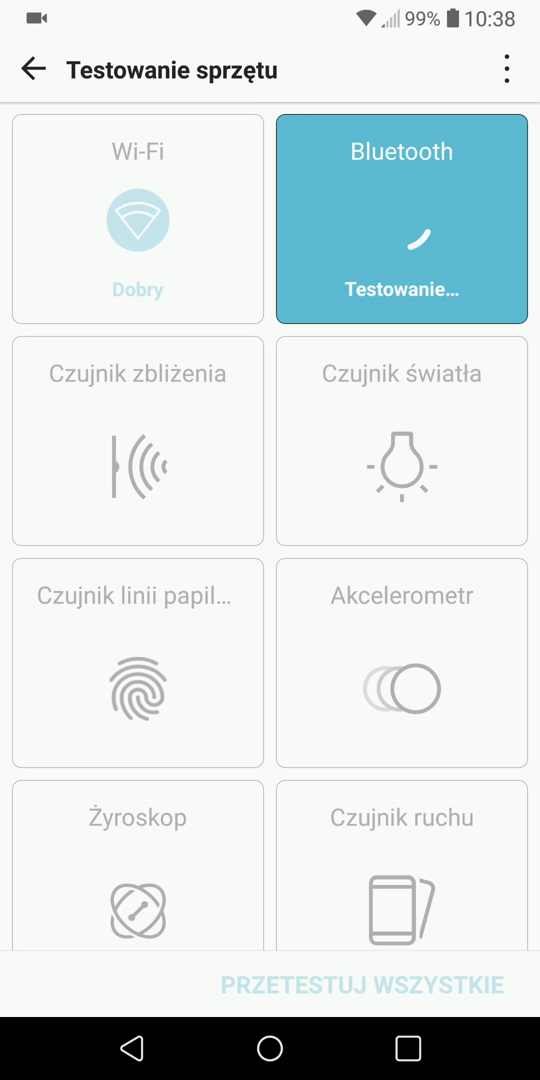 99% 10:38
Testowanie sprzętu
Wi-Fi
Bluetooth
Dobry
Testowanie...
Czujnik zbliżenia
Czujnik światła
Czujnik linii papil...
Akcelerometr
Żyroskop
Czujnik ruchu
PRZETESTUJ WSZYSTKIE